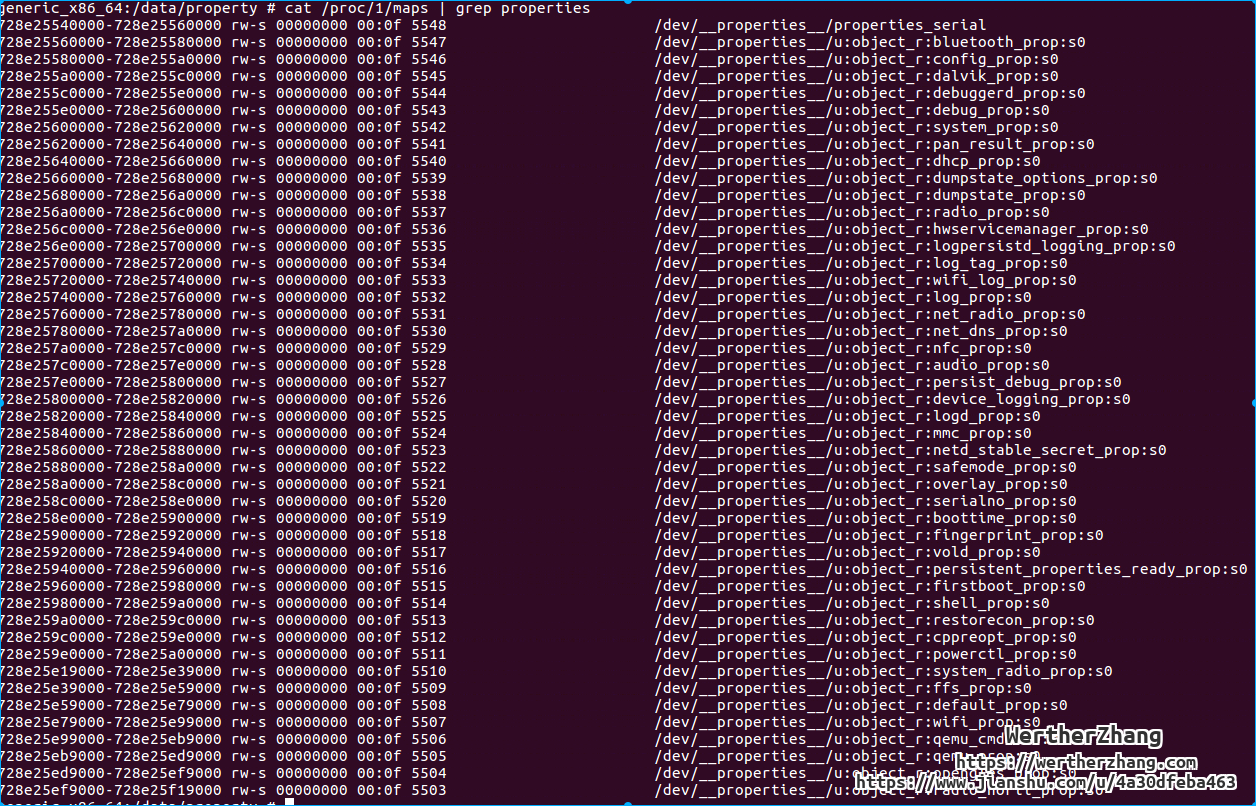 generic_x86_64:/data/property # cat /proc/1/maps | grep properties
728e25540000-728e25560000 rw-s 00000000 00:0f 5548 /dev/__properties__/properties_serial
728e25560000-728e25580000 rw-s 00000000 00:0f 5547 /dev/__properties__/u:object_r:bluetooth_prop:s0
728e25580000-728e255a0000 rw-s 00000000 00:0f 5546 /dev/__properties__/u:object_r:config_prop:s0
728e255a0000-728e255c0000 rw-s 00000000 00:0f 5545 /dev/__properties__/u:object_r:dalvik_prop:s0
728e255c0000-728e255e0000 rw-s 00000000 00:0f 5544 /dev/__properties__/u:object_r:debuggerd_prop:s0
728e255e0000-728e25600000 rw-s 00000000 00:0f 5543 /dev/__properties__/u:object_r:debug_prop:s0
728e25600000-728e25620000 rw-s 00000000 00:0f 5542 /dev/__properties__/u:object_r:system_prop:s0
728e25620000-728e25640000 rw-s 00000000 00:0f 5541 /dev/__properties__/u:object_r:pan_result_prop:s0
728e25640000-728e25660000 rw-s 00000000 00:0f 5540 /dev/__properties__/u:object_r:dhcp_prop:s0
728e25660000-728e25680000 rw-s 00000000 00:0f 5539 /dev/__properties__/u:object_r:dumpstate_options_prop:s0
728e25680000-728e256a0000 rw-s 00000000 00:0f 5538 /dev/__properties__/u:object_r:dumpstate_prop:s0
728e256a0000-728e256c0000 rw-s 00000000 00:0f 5537 /dev/__properties__/u:object_r:radio_prop:s0
728e256c0000-728e256e0000 rw-s 00000000 00:0f 5536 /dev/__properties__/u:object_r:hwservicemanager_prop:s0
728e256e0000-728e25700000 rw-s 00000000 00:0f 5535 /dev/__properties__/u:object_r:logpersistd_logging_prop:s0
728e25700000-728e25720000 rw-s 00000000 00:0f 5534 /dev/__properties__/u:object_r:log_tag_prop:s0
728e25720000-728e25740000 rw-s 00000000 00:0f 5533 /dev/__properties__/u:object_r:wifi_log_prop:s0
728e25740000-728e25760000 rw-s 00000000 00:0f 5532 /dev/__properties__/u:object_r:log_prop:s0
728e25760000-728e25780000 rw-s 00000000 00:0f 5531 /dev/__properties__/u:object_r:net_radio_prop:s0
728e25780000-728e257a0000 rw-s 00000000 00:0f 5530 /dev/__properties__/u:object_r:net_dns_prop:s0
728e257a0000-728e257c0000 rw-s 00000000 00:0f 5529 /dev/__properties__/u:object_r:nfc_prop:s0
728e257c0000-728e257e0000 rw-s 00000000 00:0f 5528 /dev/__properties__/u:object_r:audio_prop:s0
728e257e0000-728e25800000 rw-s 00000000 00:0f 5527 /dev/__properties__/u:object_r:persist_debug_prop:s0
728e25800000-728e25820000 rw-s 00000000 00:0f 5526 /dev/__properties__/u:object_r:device_logging_prop:s0
728e25820000-728e25840000 rw-s 00000000 00:0f 5525 /dev/__properties__/u:object_r:logd_prop:s0
728e25840000-728e25860000 rw-s 00000000 00:0f 5524 /dev/__properties__/u:object_r:mmc_prop:s0
728e25860000-728e25880000 rw-s 00000000 00:0f 5523 /dev/__properties__/u:object_r:netd_stable_secret_prop:s0
728e25880000-728e258a0000 rw-s 00000000 00:0f 5522 /dev/__properties__/u:object_r:safemode_prop:s0
728e258a0000-728e258c0000 rw-s 00000000 00:0f 5521 /dev/__properties__/u:object_r:overlay_prop:s0
728e258c0000-728e258e0000 rw-s 00000000 00:0f 5520 /dev/__properties__/u:object_r:serialno_prop:s0
728e258e0000-728e25900000 rw-s 00000000 00:0f 5519 /dev/__properties__/u:object_r:boottime_prop:s0
728e25900000-728e25920000 rw-s 00000000 00:0f 5518 /dev/__properties__/u:object_r:fingerprint_prop:s0
728e25920000-728e25940000 rw-s 00000000 00:0f 5517 /dev/__properties__/u:object_r:vold_prop:s0
728e25940000-728e25960000 rw-s 00000000 00:0f 5516 /dev/__properties__/u:object_r:persistent_properties_ready_prop:s0
728e25960000-728e25980000 rw-s 00000000 00:0f 5515 /dev/__properties__/u:object_r:firstboot_prop:s0
728e25980000-728e259a0000 rw-s 00000000 00:0f 5514 /dev/__properties__/u:object_r:shell_prop:s0
728e259a0000-728e259c0000 rw-s 00000000 00:0f 5513 /dev/__properties__/u:object_r:restorecon_prop:s0
728e259c0000-728e259e0000 rw-s 00000000 00:0f 5512 /dev/__properties__/u:object_r:cppreopt_prop:s0
728e259e0000-728e25a00000 rw-s 00000000 00:0f 5511 /dev/__properties__/u:object_r:powerctl_prop:s0
728e25e19000-728e25e39000 rw-s 00000000 00:0f 5510 /dev/__properties__/u:object_r:system_radio_prop:s0
728e25e39000-728e25e59000 rw-s 00000000 00:0f 5509 /dev/__properties__/u:object_r:ffs_prop:s0
728e25e59000-728e25e79000 rw-s 00000000 00:0f 5508 /dev/__properties__/u:object_r:default_prop:s0
728e25e79000-728e25e99000 rw-s 00000000 00:0f 5507 /dev/__properties__/u:object_r:wifi_prop:s0
728e25e99000-728e25eb9000 rw-s 00000000 00:0f 5506 /dev/__properties__/u:object_r:qemu_cmd
728e25eb9000-728e25ed9000 rw-s 00000000 00:0f 5505 /dev/__properties__
728e25ed9000-728e25ef9000 rw-s 00000000 00:0f 5504 /dev/__properties__
728e25ef9000-728e25f19000 rw-s 00000000 00:0f 5503 /dev/__properties__
generic_x86_64:/data/property #
WertherZhang
https://wertherzhang.com
https://www.jianshu.com/u/4a30dfeba463